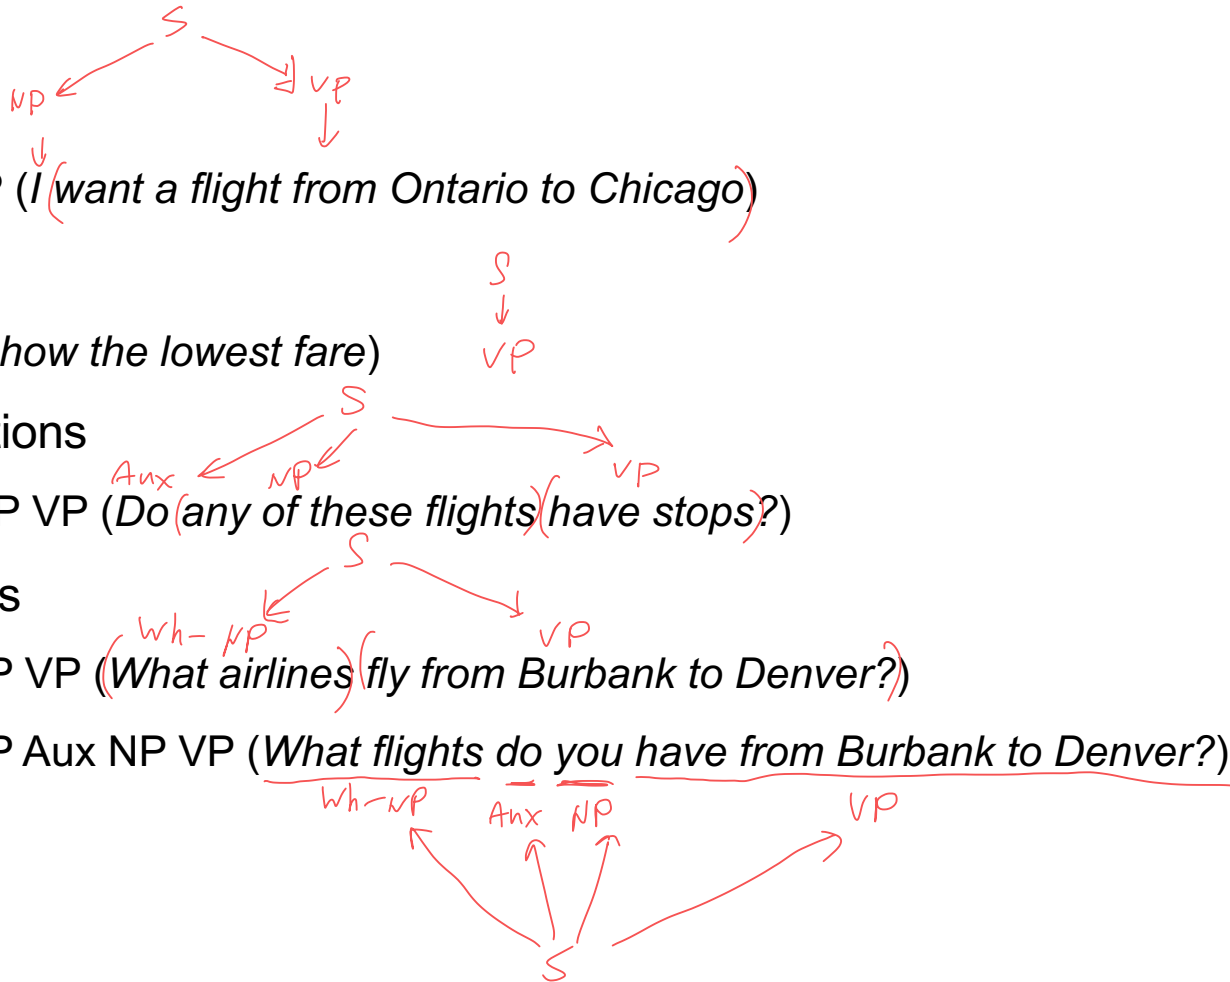 S
NP VP
P (I want a flight from Ontario to Chicago)
S
VP
how the lowest fare)
S
tions
Aux NP VP
P VP (Do any of these flights have stops?)
S
s
Wh- NP VP
P VP (What airlines fly from Burbank to Denver?)
P Aux NP VP (What flights do you have from Burbank to Denver?)
Wh-NP Aux NP VP
S